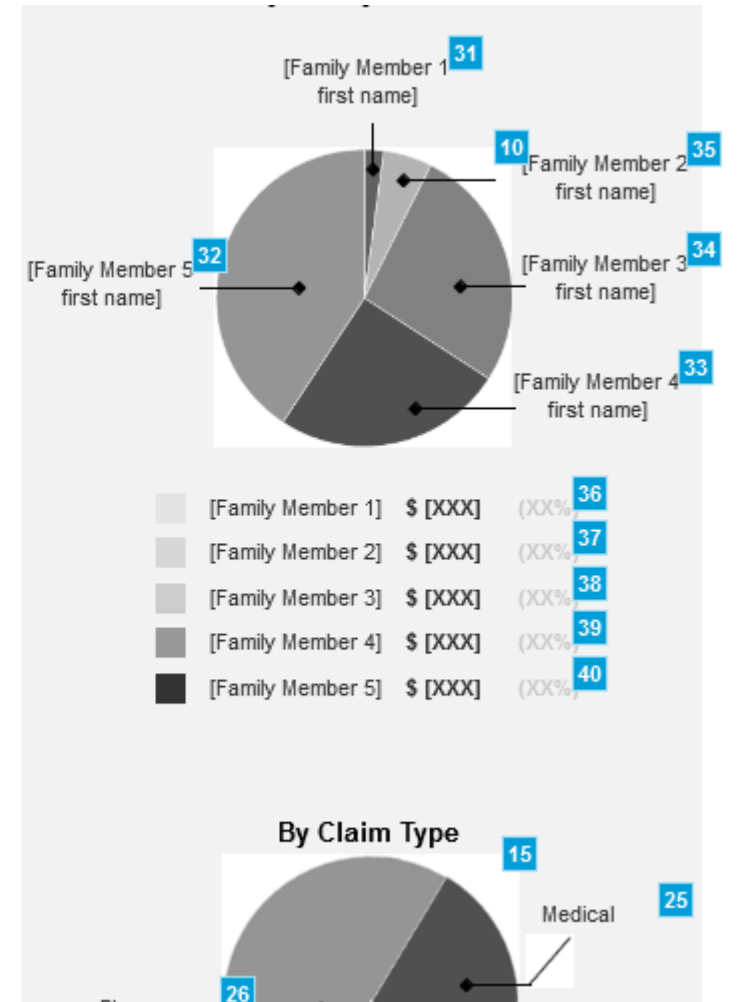 31
[Family Member 1
first name]
10
[Family Member 2
35
first name]
32
[Family Member 5
first name]
34
[Family Member 3
first name]
33
[Family Member 4
first name]
[Family Member 1] $ [XXX] (XX%) 36
[Family Member 2] $ [XXX] (XX%) 37
[Family Member 3] $ [XXX] (XX%) 38
[Family Member 4] $ [XXX] (XX%) 39
[Family Member 5] $ [XXX] (XX%) 40
By Claim Type
15
Medical
25
26